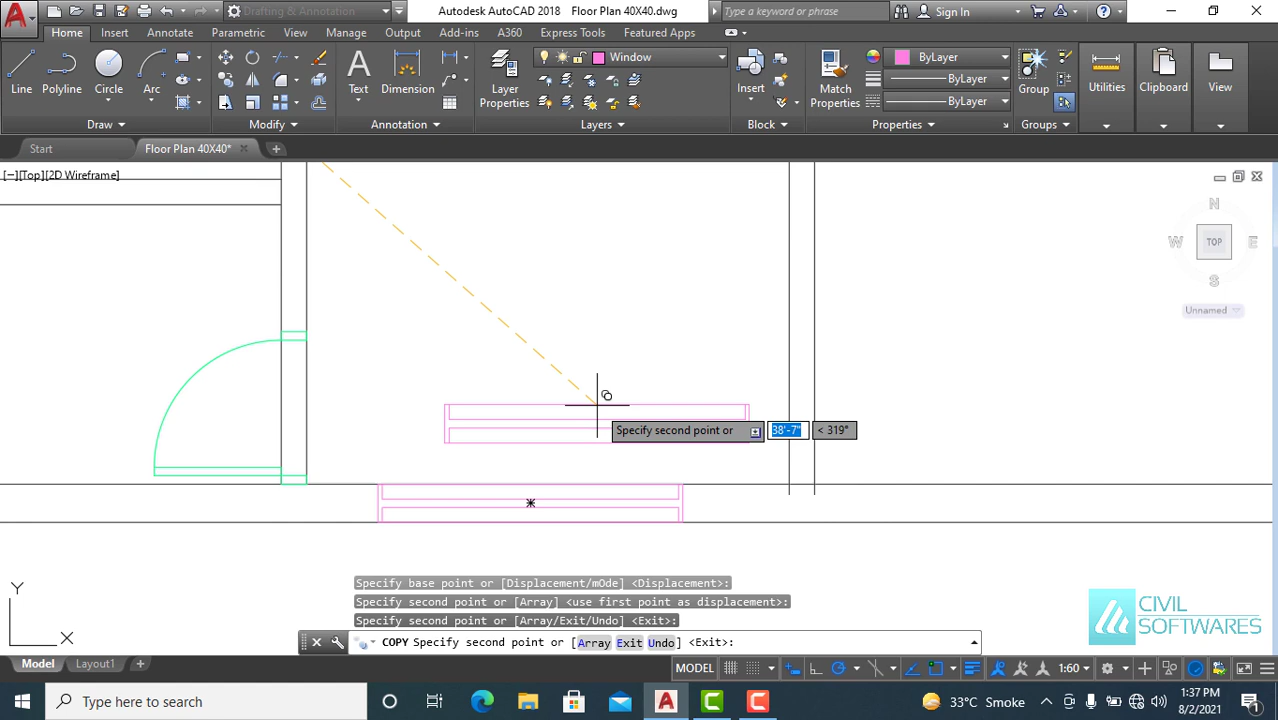 Drafting & Annotation
Autodesk AutoCAD 2018 Floor Plan 40X40.dwg
Type a keyword or phrase
Sign In
Home Insert Annotate Parametric View Manage Output Add-ins A360 Express Tools Featured Apps
Window
ByLayer
ByLayer
ByLayer
Line Polyline Circle Arc
Text Dimension
Layer Properties
Insert
Match Properties
Group Utilities Clipboard View
Draw Modify Annotation Layers Block Properties Groups
Start Floor Plan 40X40*
[−][Top][2D Wireframe]
N
W TOP E
S
Unnamed
Specify second point or 38'-7" < 319°
Specify base point or [Displacement/mOde] <Displacement>:
Specify second point or [Array] <use first point as displacement>:
Specify second point or [Array/Exit/Undo] <Exit>:
COPY Specify second point or [Array Exit Undo] <Exit>:
Y
X
CIVIL
SOFTWARES
Model Layout1
MODEL 1:60
Type here to search
33°C Smoke
1:37 PM
8/2/2021
1